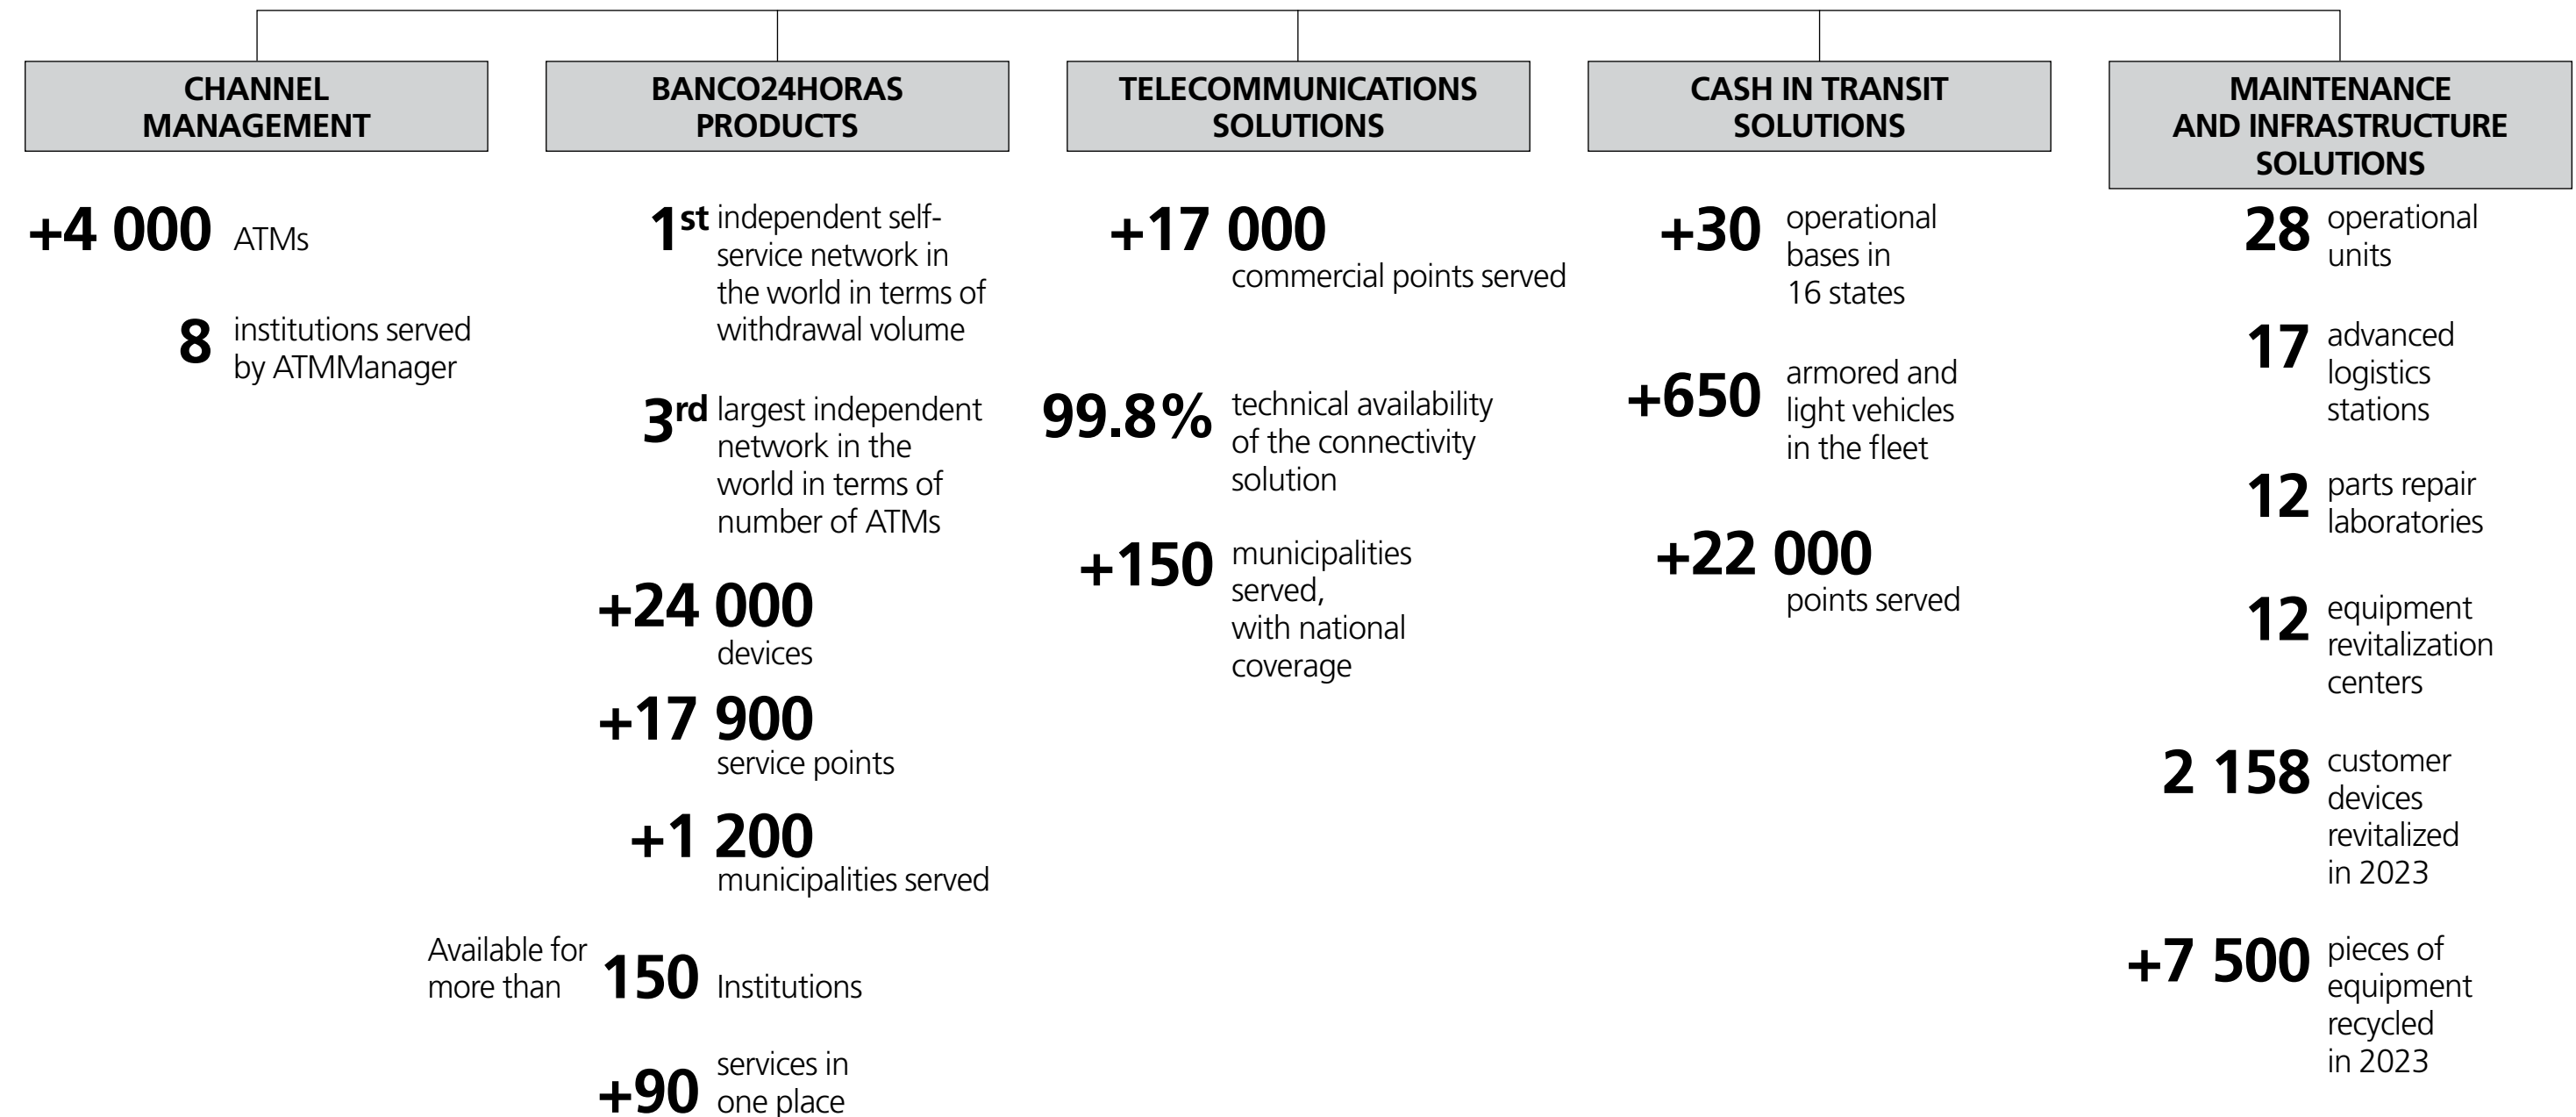 CHANNEL
MANAGEMENT
+4 000 ATMs
8 institutions served
by ATMManager
BANCO24HORAS
PRODUCTS
1st independent self-
service network in
the world in terms of
withdrawal volume
3rd largest independent
network in the
world in terms of
number of ATMs
+24 000
devices
+17 900
service points
+1 200
municipalities served
Available for
more than 150 Institutions
+90 services in
one place
TELECOMMUNICATIONS
SOLUTIONS
+17 000
commercial points served
99.8% technical availability
of the connectivity
solution
+150 municipalities
served,
with national
coverage
CASH IN TRANSIT
SOLUTIONS
+30 operational
bases in
16 states
+650 armored and
light vehicles
in the fleet
+22 000
points served
MAINTENANCE
AND INFRASTRUCTURE
SOLUTIONS
28 operational
units
17 advanced
logistics
stations
12 parts repair
laboratories
12 equipment
revitalization
centers
2 158 customer
devices
revitalized
in 2023
+7 500 pieces of
equipment
recycled
in 2023